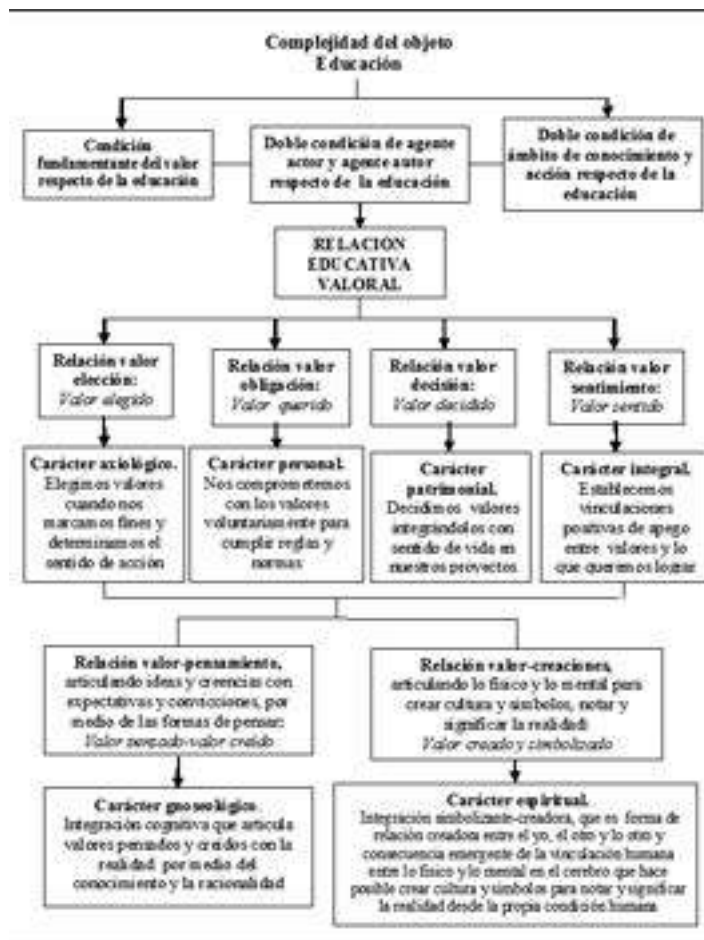 Complejidad del objeto
Educación
Condición
fundamentante del valor
respecto de la educación
Doble condición de agente
actor y agente autor
respecto de la educación
Doble condición de
ámbito de conocimiento y
acción respecto de la
educación
RELACIÓN
EDUCATIVA
VALORAL
Relación valor
elección:
Valor elegido
Relación valor
obligación:
Valor querido
Relación valor
decisión:
Valor decidido
Relación valor
sentimiento:
Valor sentido
Carácter axiológico.
Elegimos valores
cuando nos
marcamos fines y
determinamos el
sentido de acción
Carácter personal.
Nos comprometemos
con los valores
voluntariamente para
cumplir reglas y
normas
Carácter
patrimonial.
Decidimos valores
integrándolos con
sentido de vida en
nuestros proyectos
Carácter integral.
Establecemos
vinculaciones
positivas de apego
entre valores y lo
que queremos lograr
Relación valor-pensamiento,
articulando ideas y creencias con
expectativas y convicciones, por
medio de las formas de pensar:
Valor pensado-valor creído
Relación valor-creaciones,
articulando lo físico y lo mental para
crear cultura y símbolos, notar y
significar la realidad:
Valor creado y simbolizado
Carácter gnoseológico.
Integración cognitiva que articula
valores pensados y creídos con la
realidad por medio del
conocimiento y la racionalidad
Carácter espiritual.
Integración simbolizante-creadora, que es forma de
relación creadora entre el yo, el otro y lo otro y
consecuencia emergente de la vinculación humana
entre lo físico y lo mental en el cerebro que hace
posible crear cultura y símbolos para notar y significar
la realidad desde la propia condición humana